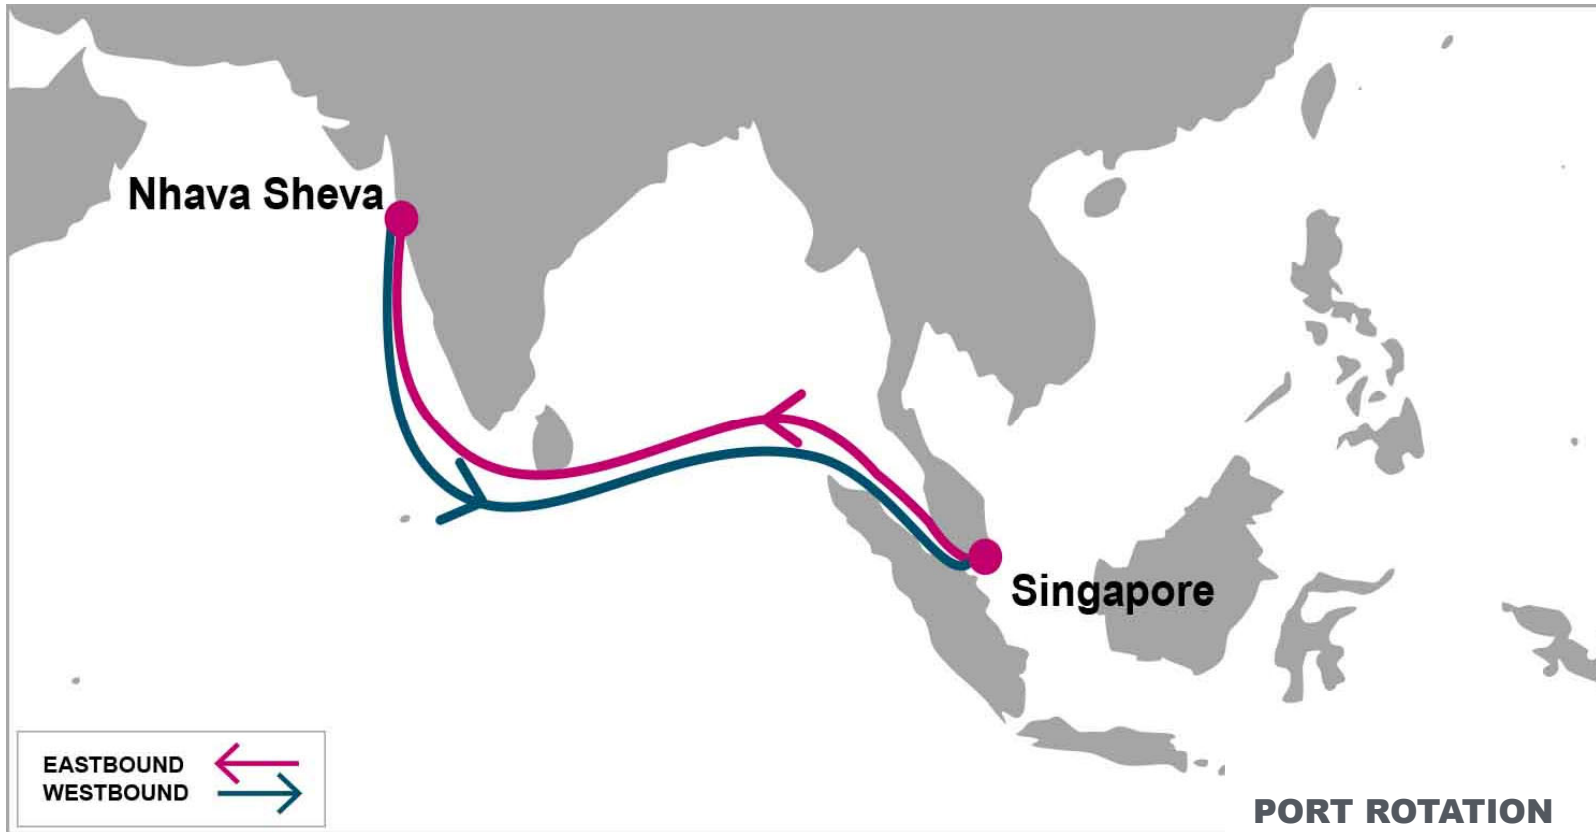 Nhava Sheva
Singapore
EASTBOUND
WESTBOUND
PORT ROTATION